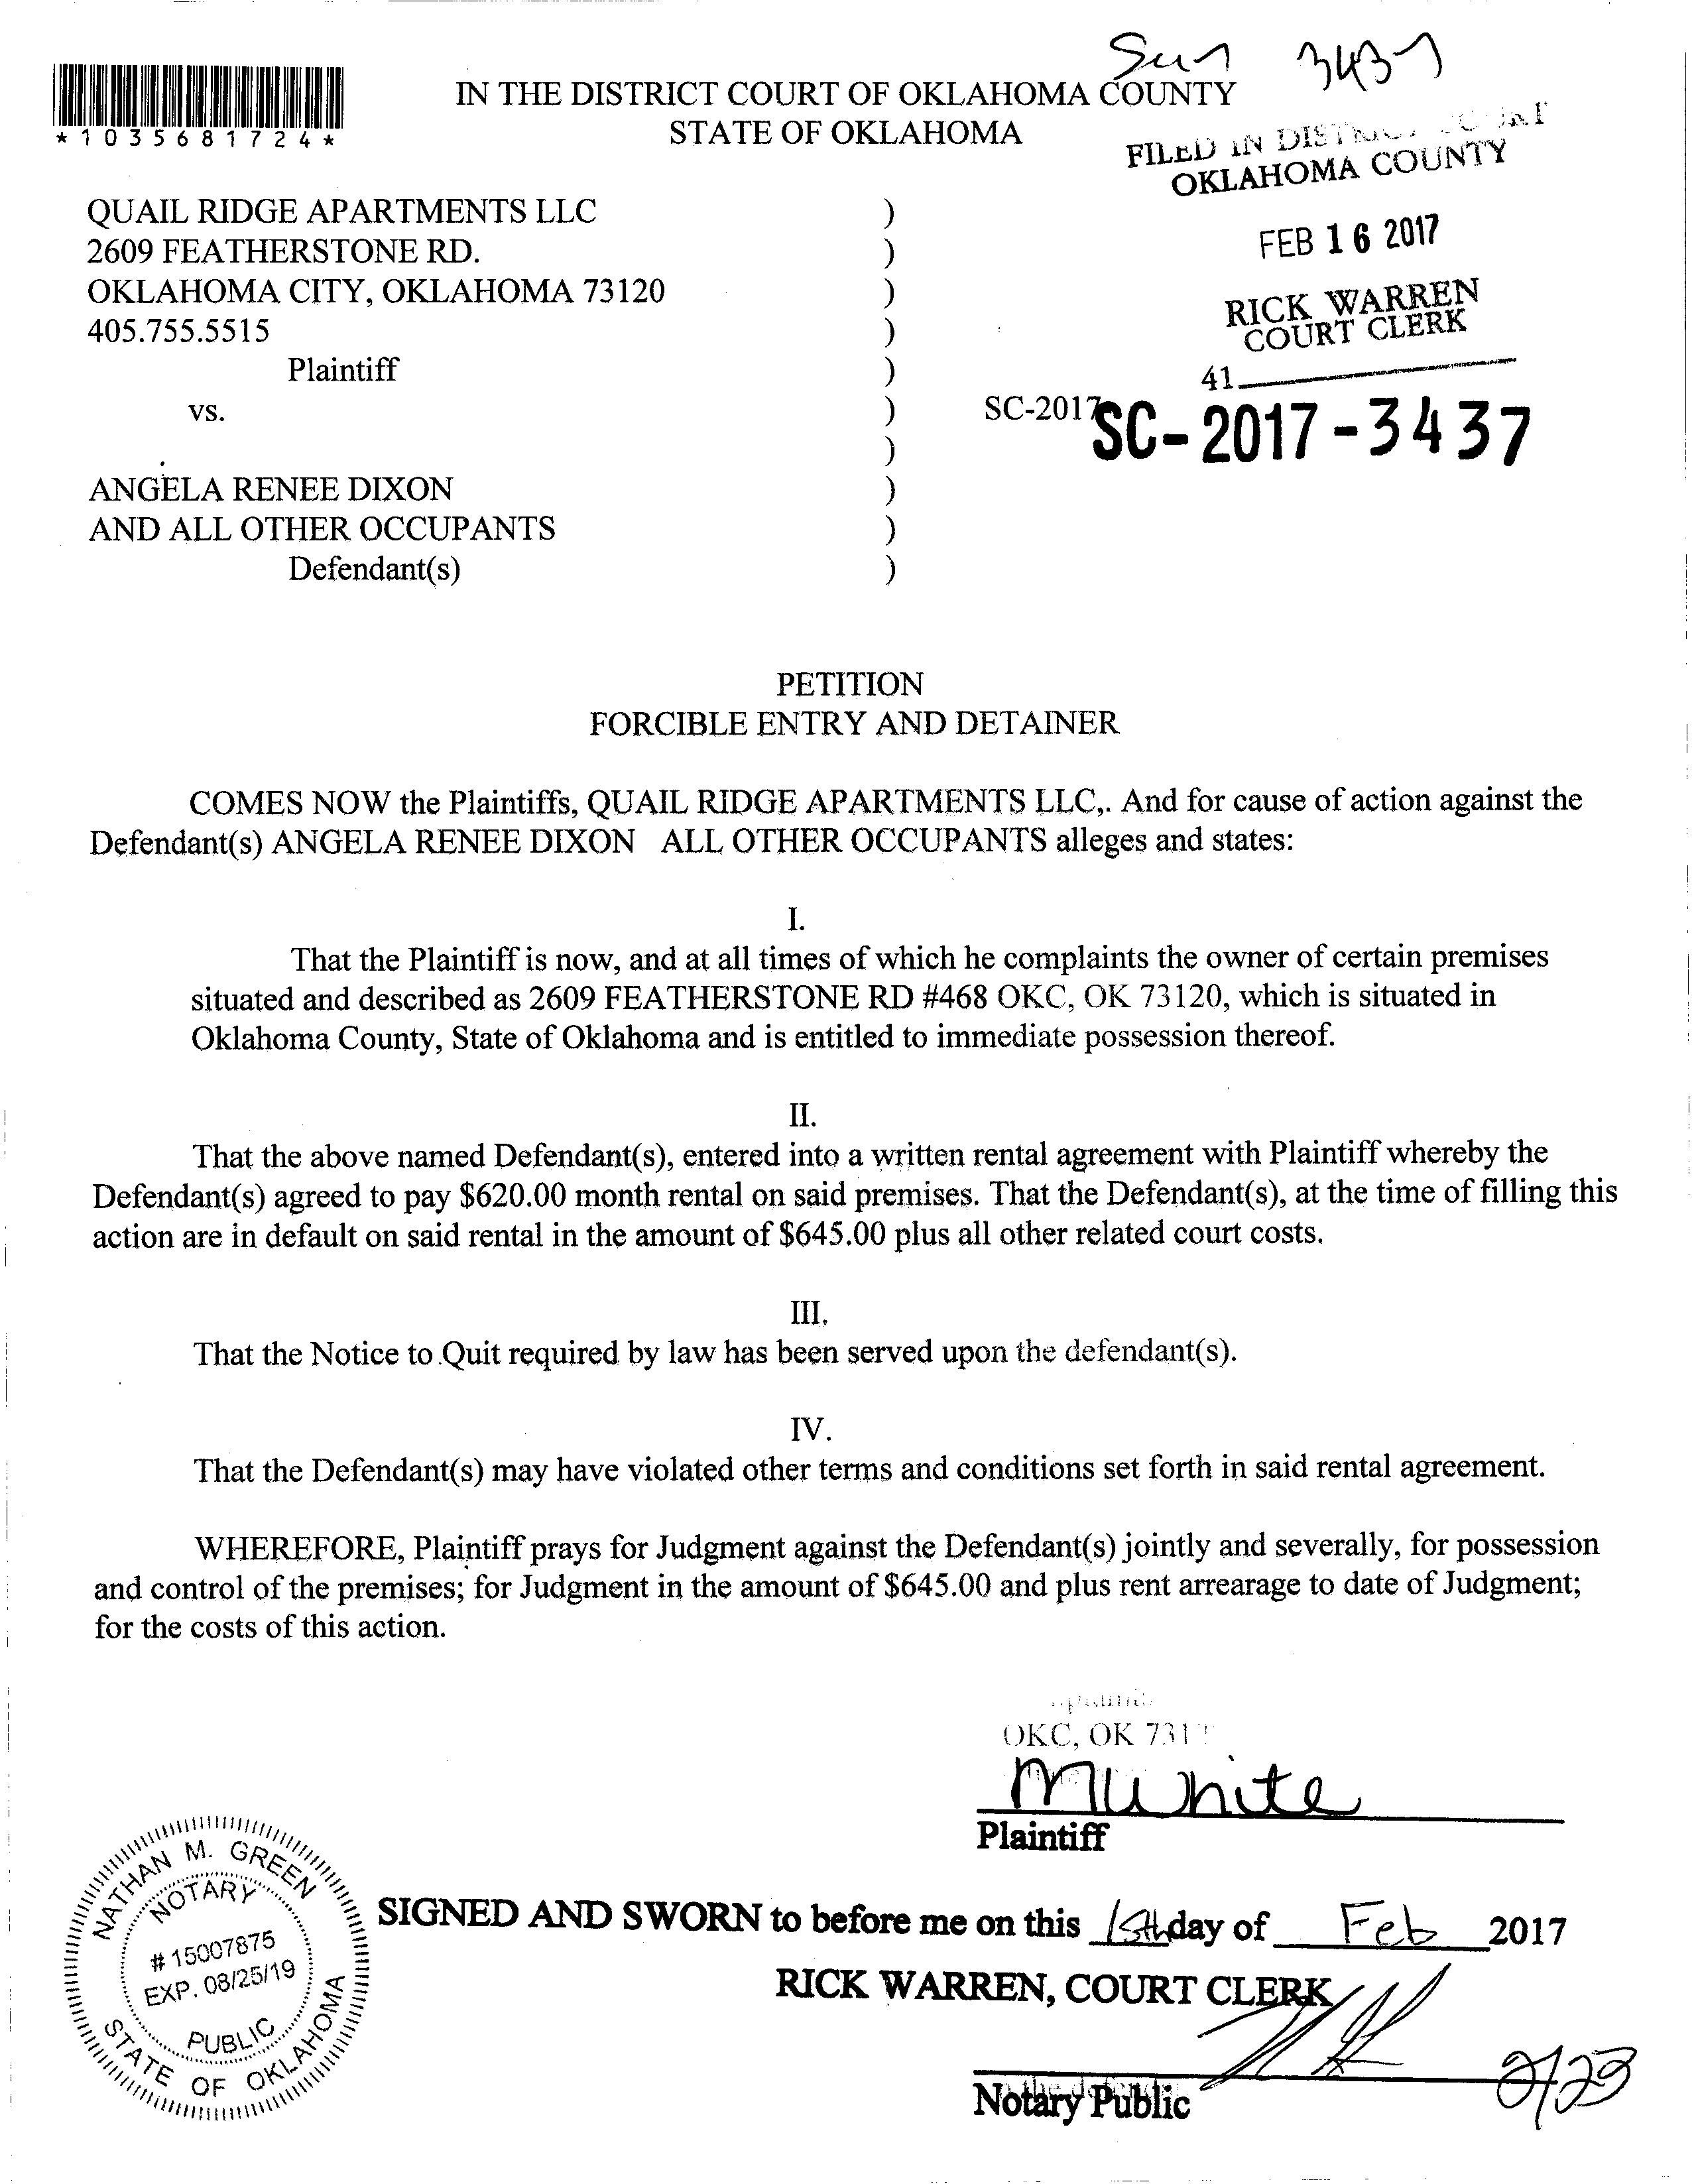 3437
*1035681724*
IN THE DISTRICT COURT OF OKLAHOMA COUNTY
STATE OF OKLAHOMA
FILED IN DISTRICT COURT
OKLAHOMA COUNTY
FEB 16 2017
RICK WARREN
COURT CLERK
41
QUAIL RIDGE APARTMENTS LLC )
2609 FEATHERSTONE RD. )
OKLAHOMA CITY, OKLAHOMA 73120 )
405.755.5515 )
Plaintiff )
vs. ) SC-2017 SC-2017-3437
)
ANGELA RENEE DIXON )
AND ALL OTHER OCCUPANTS )
Defendant(s) )
PETITION
FORCIBLE ENTRY AND DETAINER
COMES NOW the Plaintiffs, QUAIL RIDGE APARTMENTS LLC,. And for cause of action against the
Defendant(s) ANGELA RENEE DIXON ALL OTHER OCCUPANTS alleges and states:
I.
That the Plaintiff is now, and at all times of which he complaints the owner of certain premises
situated and described as 2609 FEATHERSTONE RD #468 OKC, OK 73120, which is situated in
Oklahoma County, State of Oklahoma and is entitled to immediate possession thereof.
II.
That the above named Defendant(s), entered into a written rental agreement with Plaintiff whereby the
Defendant(s) agreed to pay $620.00 month rental on said premises. That the Defendant(s), at the time of filling this
action are in default on said rental in the amount of $645.00 plus all other related court costs.
III.
That the Notice to Quit required by law has been served upon the defendant(s).
IV.
That the Defendant(s) may have violated other terms and conditions set forth in said rental agreement.
WHEREFORE, Plaintiff prays for Judgment against the Defendant(s) jointly and severally, for possession
and control of the premises; for Judgment in the amount of $645.00 and plus rent arrearage to date of Judgment;
for the costs of this action.
OKC, OK
MWhite
Plaintiff
NATHAN M. GREEN
NOTARY
# 15007875
EXP. 08/25/19
PUBLIC
STATE OF OKLAHOMA
SIGNED AND SWORN to before me on this 15th day of Feb 2017
RICK WARREN, COURT CLERK
Notary Public
2/23